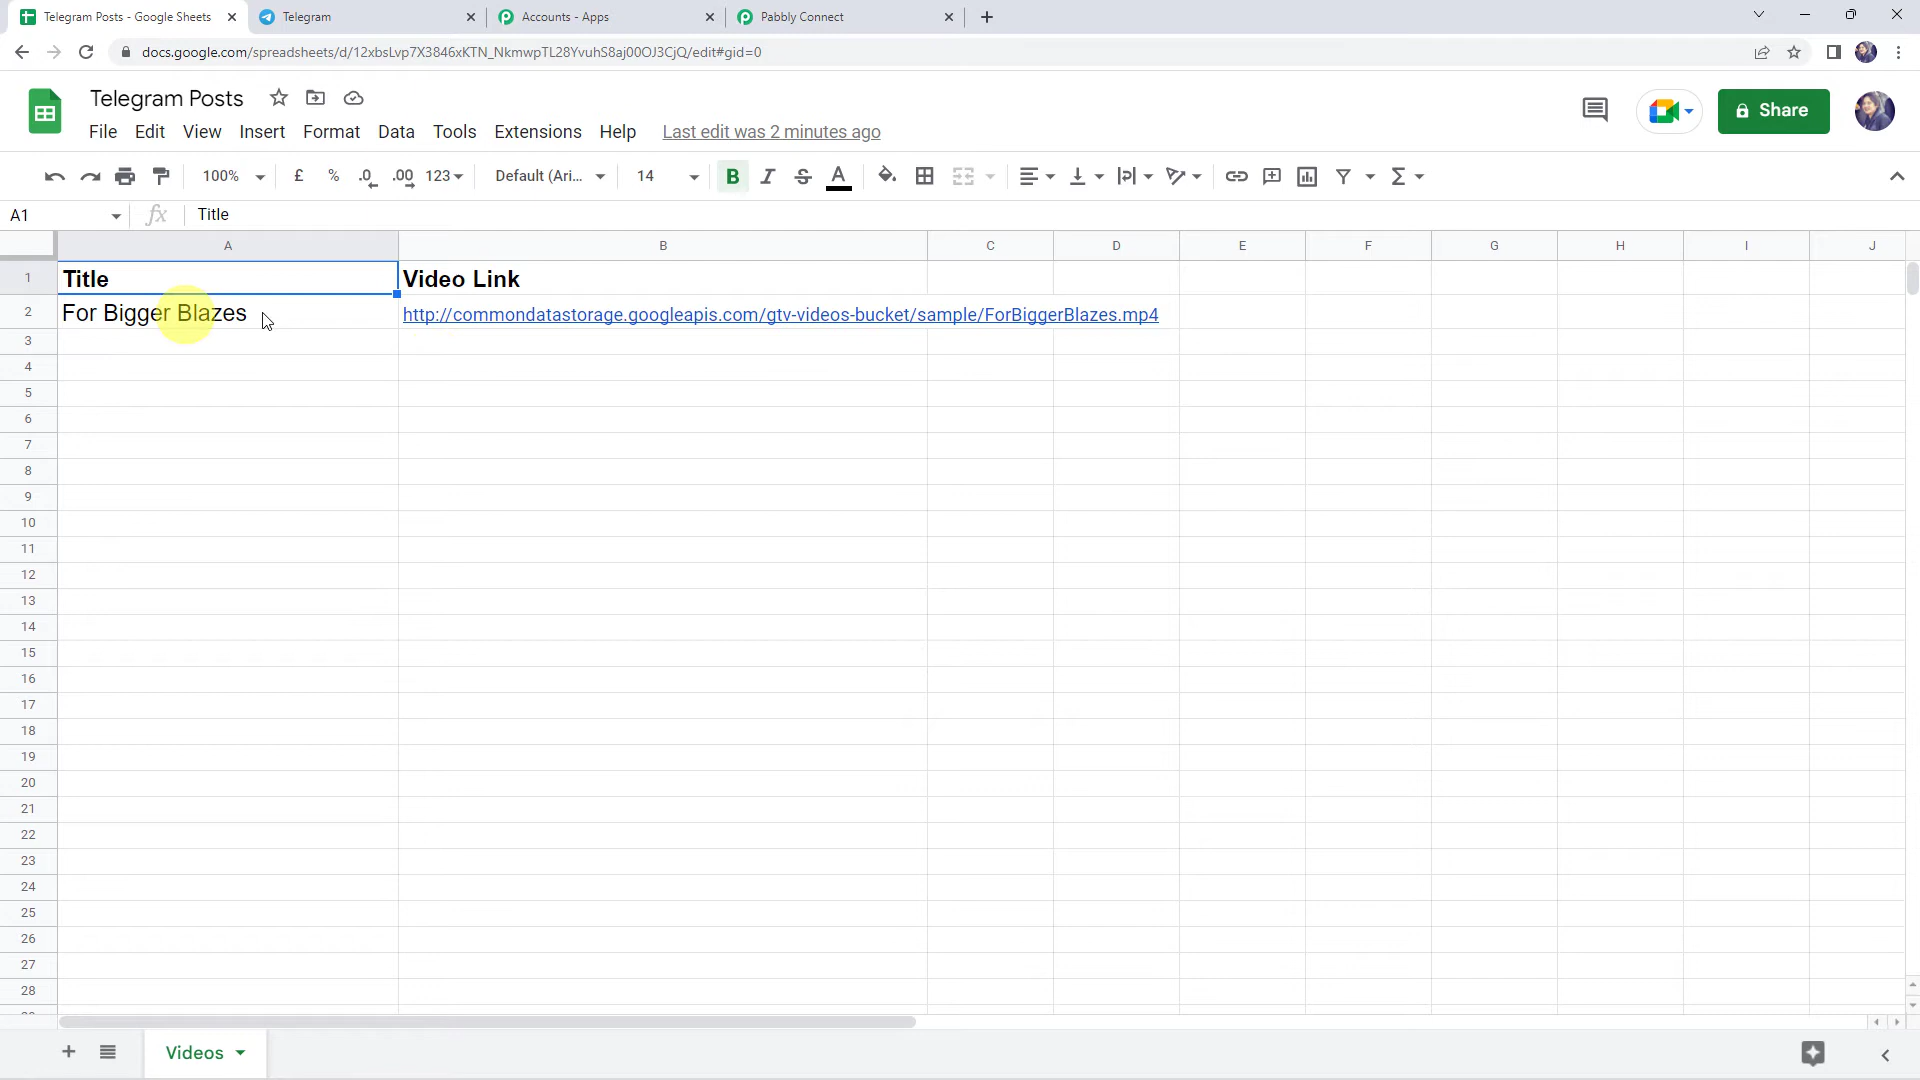 Telegram Posts - Google Sheets
Telegram
Accounts - Apps
Pabbly Connect
docs.google.com/spreadsheets/d/12xbsLvp7X3846xKTN_NkmwpTL28YvuhS8aj00OJ3CjQ/edit#gid=0
Telegram Posts
Share
File Edit View Insert Format Data Tools Extensions Help Last edit was 2 minutes ago
100% £ % .0 .00 123 Default (Ari... 14 B I S A Σ
A1 fx Title
A B C D E F G H I J
1 Title Video Link
2 For Bigger Blazes http://commondatastorage.googleapis.com/gtv-videos-bucket/sample/ForBiggerBlazes.mp4
3
4
5
6
7
8
9
10
11
12
13
14
15
16
17
18
19
20
21
22
23
24
25
26
27
28
Videos